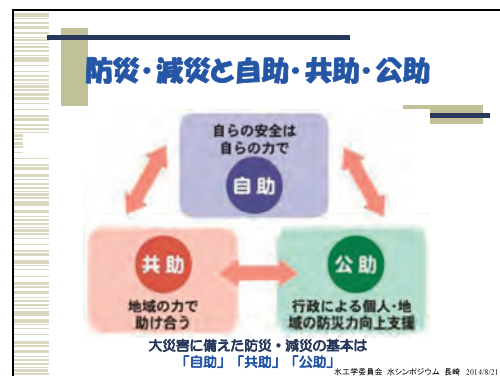 防災・減災と自助・共助・公助
自らの安全は
自らの力で
自助
共助
地域の力で
助け合う
公助
行政による個人・地
域の防災力向上支援
大災害に備えた防災・減災の基本は
「自助」「共助」「公助」
水工学委員会 水シンポジウム 長崎 2014/8/21